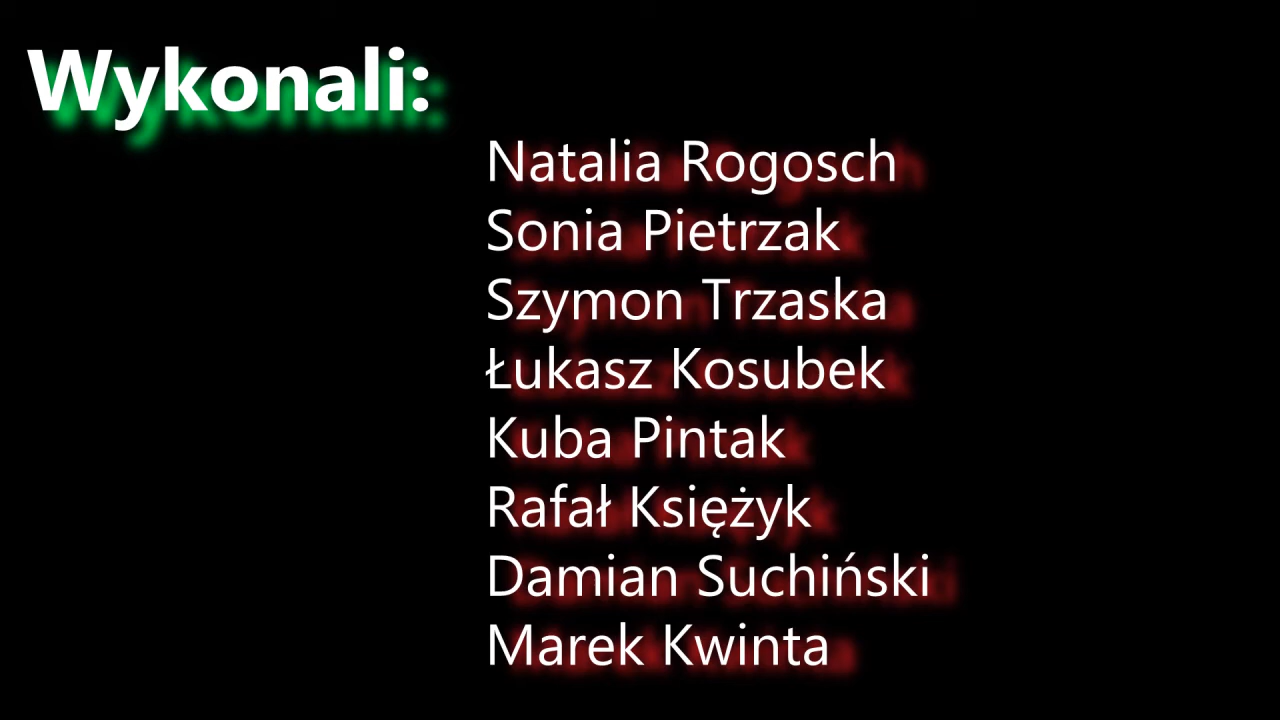 Wykonali:
Natalia Rogosch
Sonia Pietrzak
Szymon Trzaska
Łukasz Kosubek
Kuba Pintak
Rafał Księżyk
Damian Suchiński
Marek Kwinta